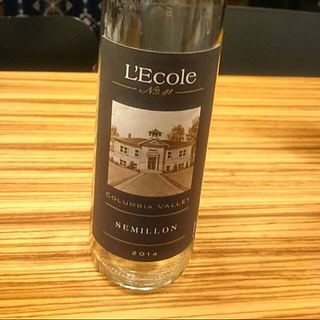 L'Ecole
No 41
COLUMBIA VALLEY
SEMILLON
2014